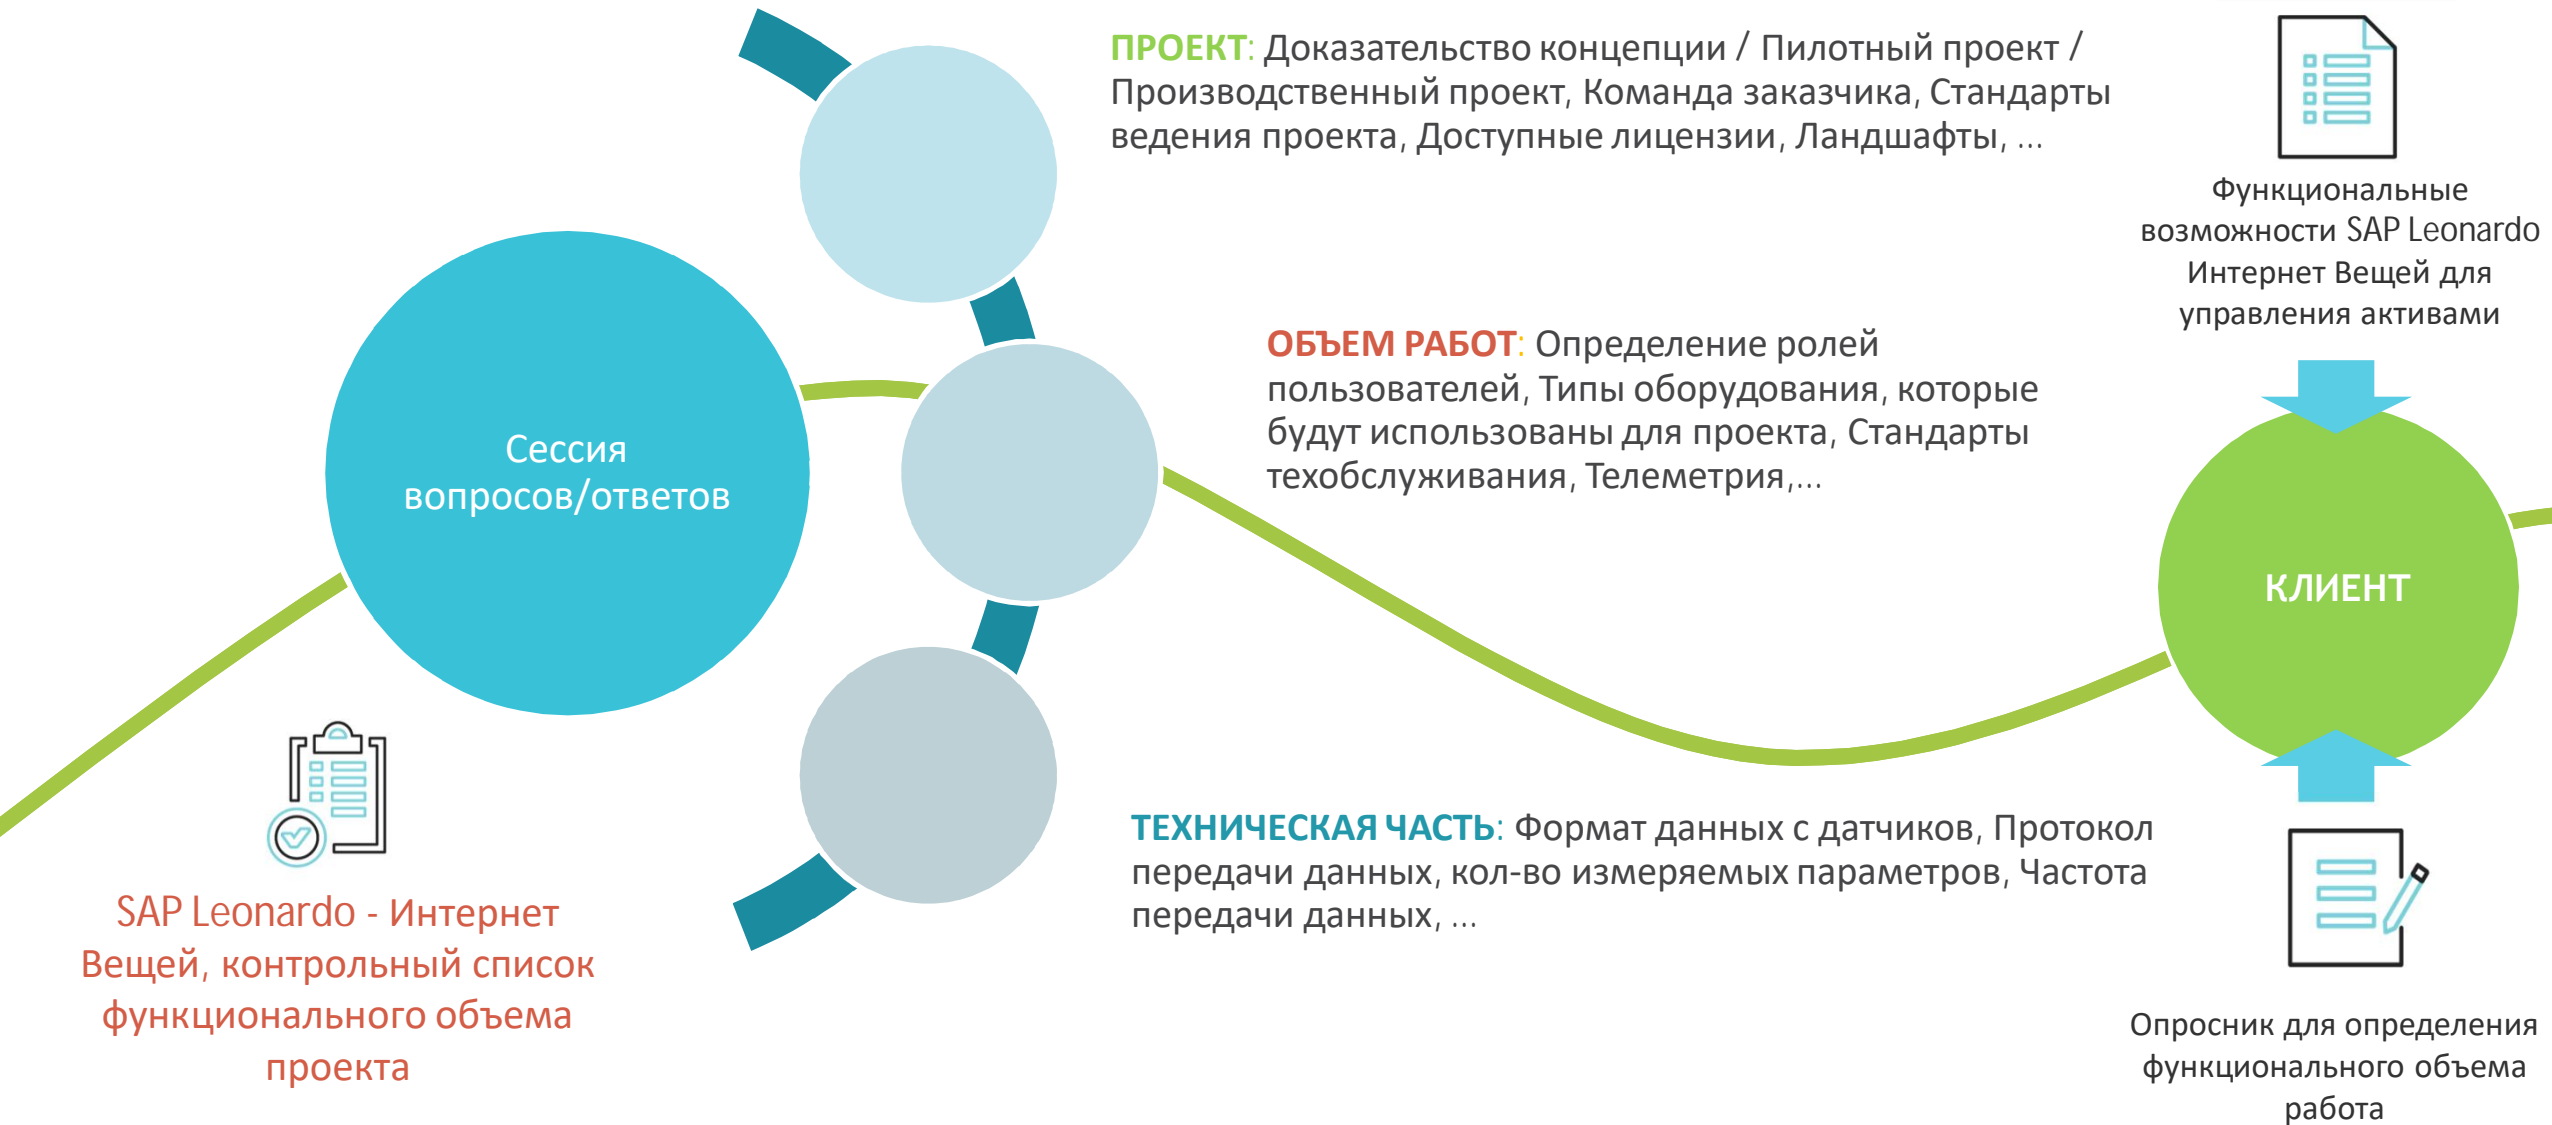 ПРОЕКТ: Доказательство концепции / Пилотный проект /
Производственный проект, Команда заказчика, Стандарты
ведения проекта, Доступные лицензии, Ландшафты, ...
Функциональные
возможности SAP Leonardo
Интернет Вещей для
управления активами
ОБЪЕМ РАБОТ: Определение ролей
пользователей, Типы оборудования, которые
будут использованы для проекта, Стандарты
техобслуживания, Телеметрия,...
Сессия
вопросов/ответов
КЛИЕНТ
ТЕХНИЧЕСКАЯ ЧАСТЬ: Формат данных с датчиков, Протокол
передачи данных, кол-во измеряемых параметров, Частота
передачи данных, ...
SAP Leonardo - Интернет
Вещей, контрольный список
функционального объема
проекта
Опросник для определения
функционального объема
работа